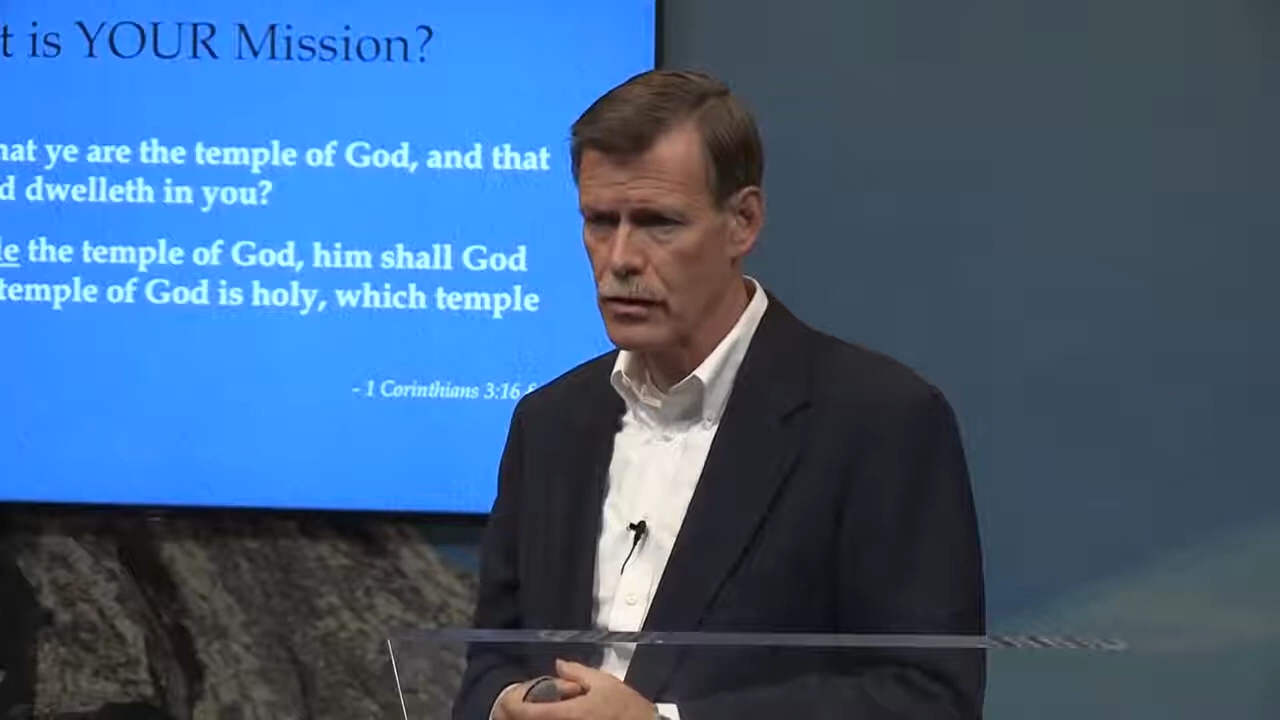 t is YOUR Mission?
hat ye are the temple of God, and that
d dwelleth in you?
le the temple of God, him shall God
temple of God is holy, which temple
- 1 Corinthians 3:16